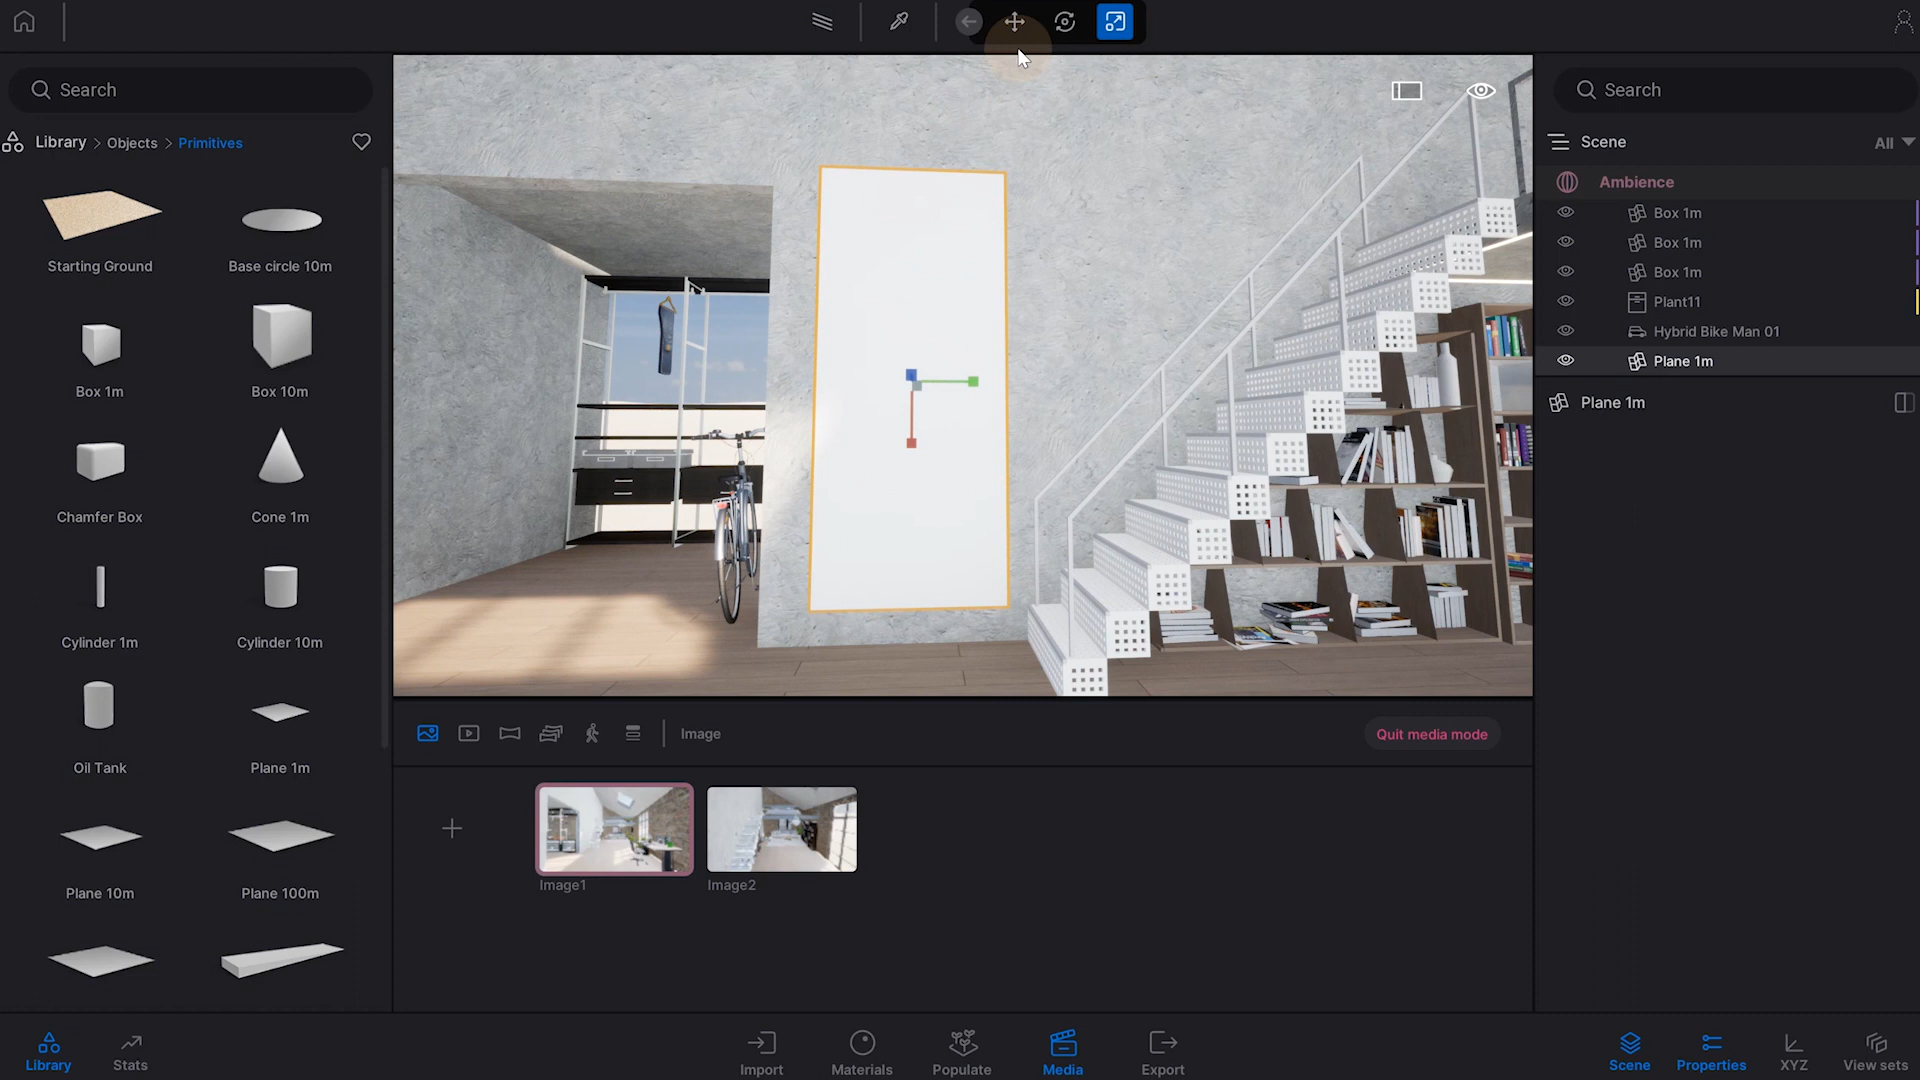 Search
Library > Objects > Primitives
Starting Ground
Base circle 10m
Box 1m
Box 10m
Chamfer Box
Cone 1m
Cylinder 1m
Cylinder 10m
Oil Tank
Plane 1m
Plane 10m
Plane 100m
Library
Stats
Image
Quit media mode
Image1
Image2
Import
Materials
Populate
Media
Export
Search
Scene
All
Ambience
Box 1m
Box 1m
Box 1m
Plant11
Hybrid Bike Man 01
Plane 1m
Plane 1m
Scene
Properties
XYZ
View sets